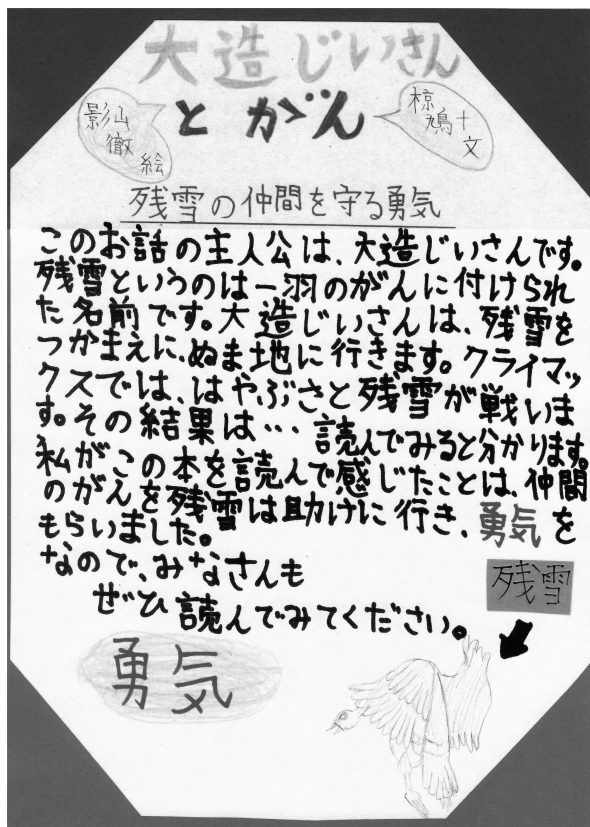 大造じいさん
とがん
影山
徹
絵
椋
鳩十
文
残雪の仲間を守る勇気
このお話の主人公は、大造じいさんです。
残雪というのは一羽のがんに付けられ
た名前です。大造じいさんは、残雪を
つかまえに、ぬま地に行きます。クライマッ
クスでは、はやぶさと残雪が戦いま
す。その結果は… 読んでみると分かります。
私がこの本を読んで感じたことは、仲間
のがんを残雪は助けに行き、勇気を
もらいました。
なので、みなさんも
ぜひ読んでみてください。
残雪
勇気